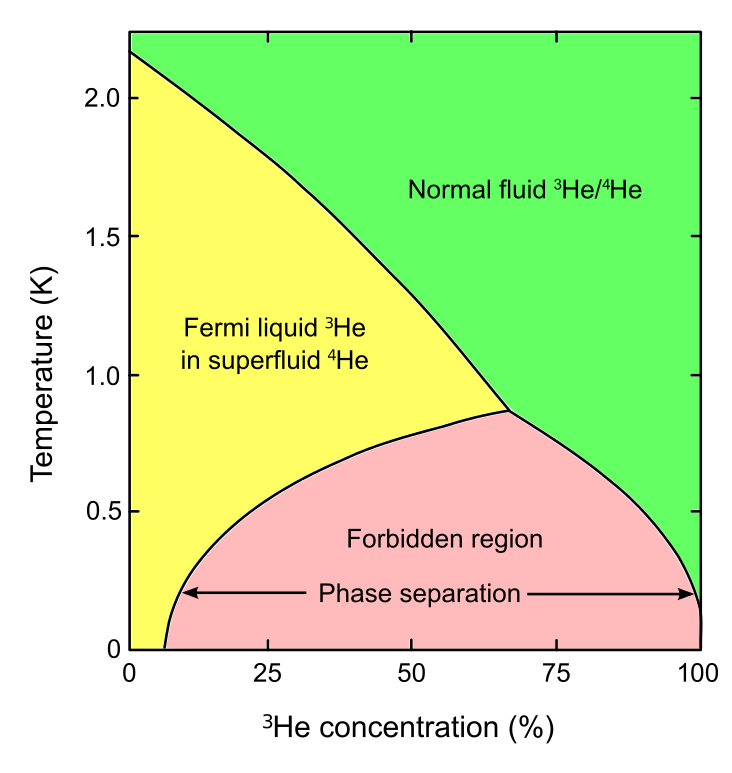 2.0
Normal fluid ³He/⁴He
1.5
Fermi liquid ³He
in superfluid ⁴He
1.0
0.5
Forbidden region
Phase separation
0
0 25 50 75 100
Temperature (K)
³He concentration (%)